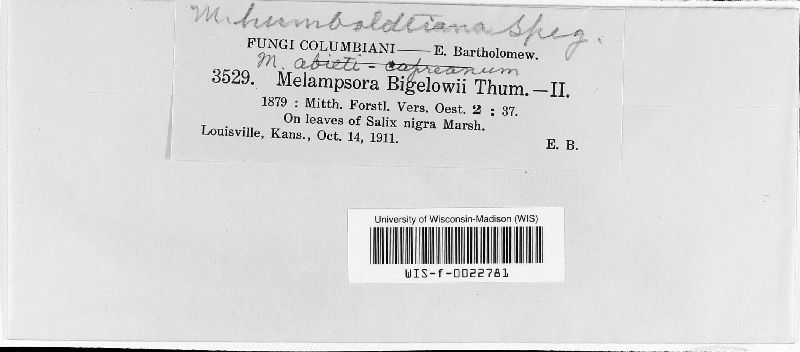 M. humboldtiana Speg.
FUNGI COLUMBIANI—— E. Bartholomew.
M. abieti - capreanum
3529. Melampsora Bigelowii Thum.—II.
1879 : Mitth. Forstl. Vers. Oest. 2 : 37.
On leaves of Salix nigra Marsh.
Louisville, Kans., Oct. 14, 1911. E. B.
University of Wisconsin-Madison (WIS)
WIS-f-0022781